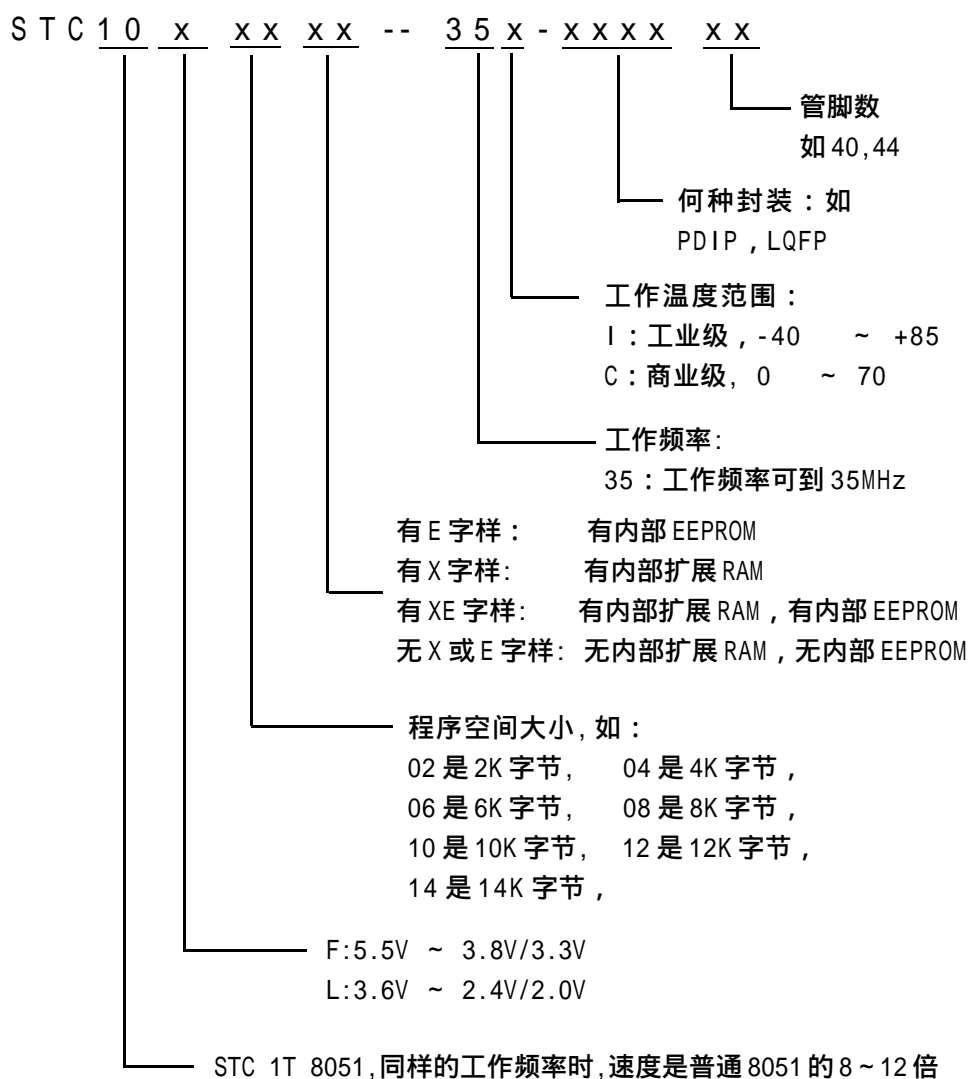 STC10 x xx xx -- 35x-xxxx xx
管脚数
如40,44
何种封装：如
PDIP，LQFP
工作温度范围：
I：工业级，-40 ~ +85
C：商业级, 0 ~ 70
工作频率:
35：工作频率可到35MHz
有E字样： 有内部EEPROM
有X字样: 有内部扩展RAM
有XE字样: 有内部扩展RAM，有内部EEPROM
无X或E字样: 无内部扩展RAM，无内部EEPROM
程序空间大小,如：
02是2K字节, 04是4K字节，
06是6K字节, 08是8K字节，
10是10K字节, 12是12K字节，
14是14K字节，
F:5.5V ~ 3.8V/3.3V
L:3.6V ~ 2.4V/2.0V
STC 1T 8051,同样的工作频率时,速度是普通8051的8~12倍